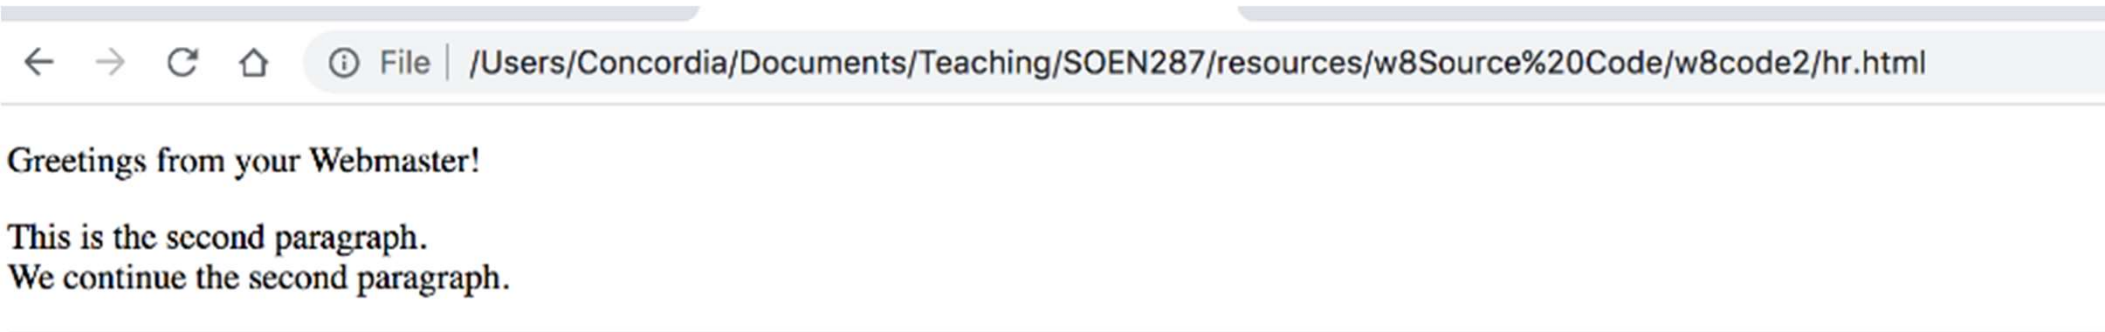 File /Users/Concordia/Documents/Teaching/SOEN287/resources/w8Source%20Code/w8code2/hr.html
Greetings from your Webmaster!
This is the second paragraph.
We continue the second paragraph.